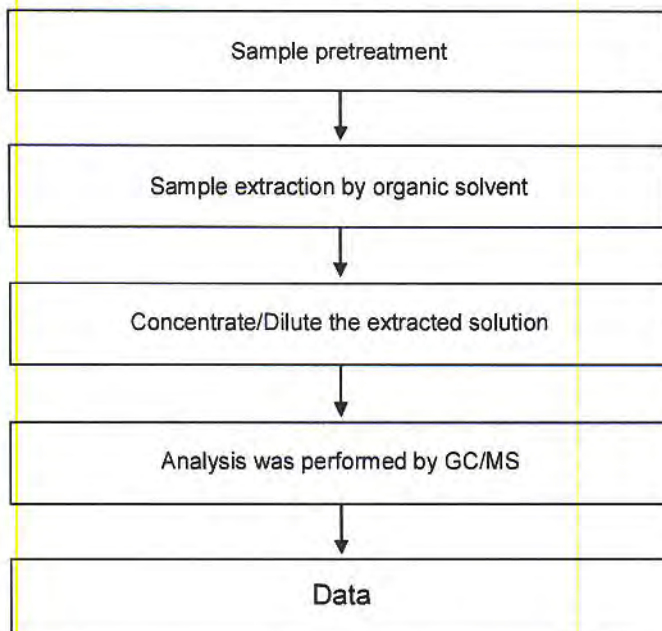 Sample pretreatment
Sample extraction by organic solvent
Concentrate/Dilute the extracted solution
Analysis was performed by GC/MS
Data